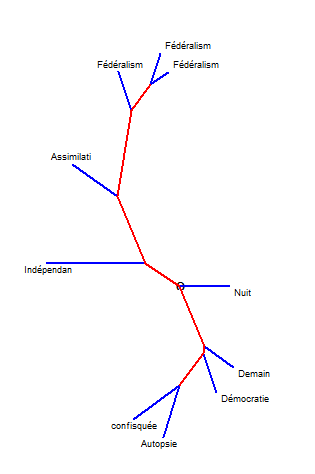 Fédéralism
Fédéralism
Fédéralism
Assimilati
Indépendan
Nuit
Demain
Démocratie
confisquée
Autopsie